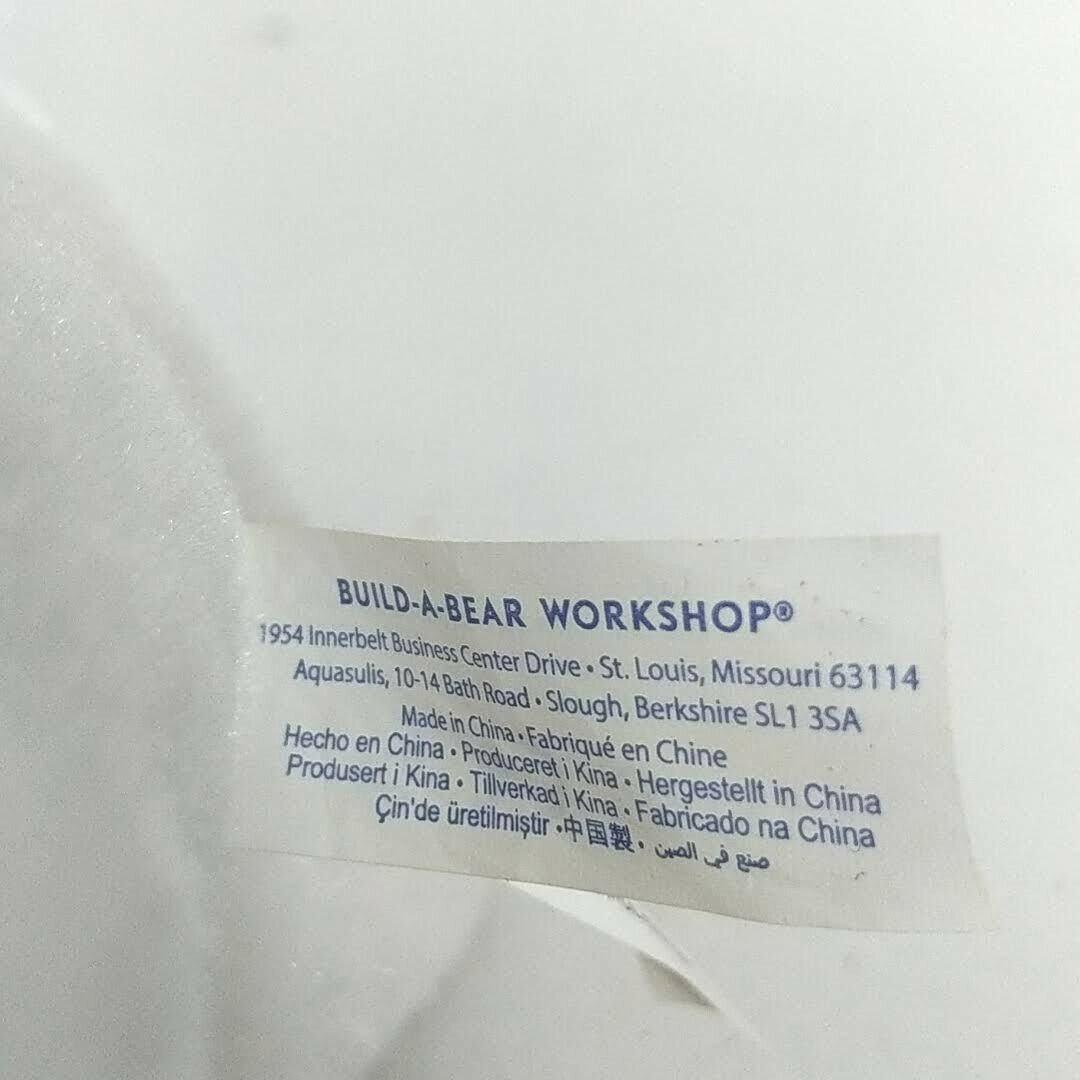 BUILD-A-BEAR WORKSHOP®
1954 Innerbelt Business Center Drive • St. Louis, Missouri 63114
Aquasulis, 10-14 Bath Road • Slough, Berkshire SL1 3SA
Made in China • Fabriqué en Chine
Hecho en China • Produceret i Kina • Hergestellt in China
Produsert i Kina • Tillverkad i Kina • Fabricado na China
Çin'de üretilmiştir •中国製• صنع في الصين